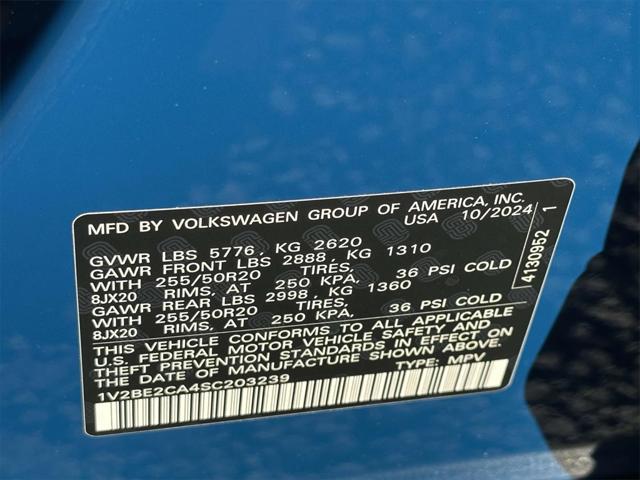 MFD BY VOLKSWAGEN GROUP OF AMERICA, INC.
USA 10/2024
GVWR LBS 5776, KG 2620
GAWR FRONT LBS 2888, KG 1310
WITH 255/50R20 TIRES,
8JX20 RIMS, AT 250 KPA, 36 PSI COLD
GAWR REAR LBS 2998, KG 1360
WITH 255/50R20 TIRES,
8JX20 RIMS, AT 250 KPA, 36 PSI COLD
THIS VEHICLE CONFORMS TO ALL APPLICABLE
U.S. FEDERAL MOTOR VEHICLE SAFETY AND
THEFT PREVENTION STANDARDS IN EFFECT ON
THE DATE OF MANUFACTURE SHOWN ABOVE.
1V2BE2CA4SC203239 TYPE: MPV
4130952 1